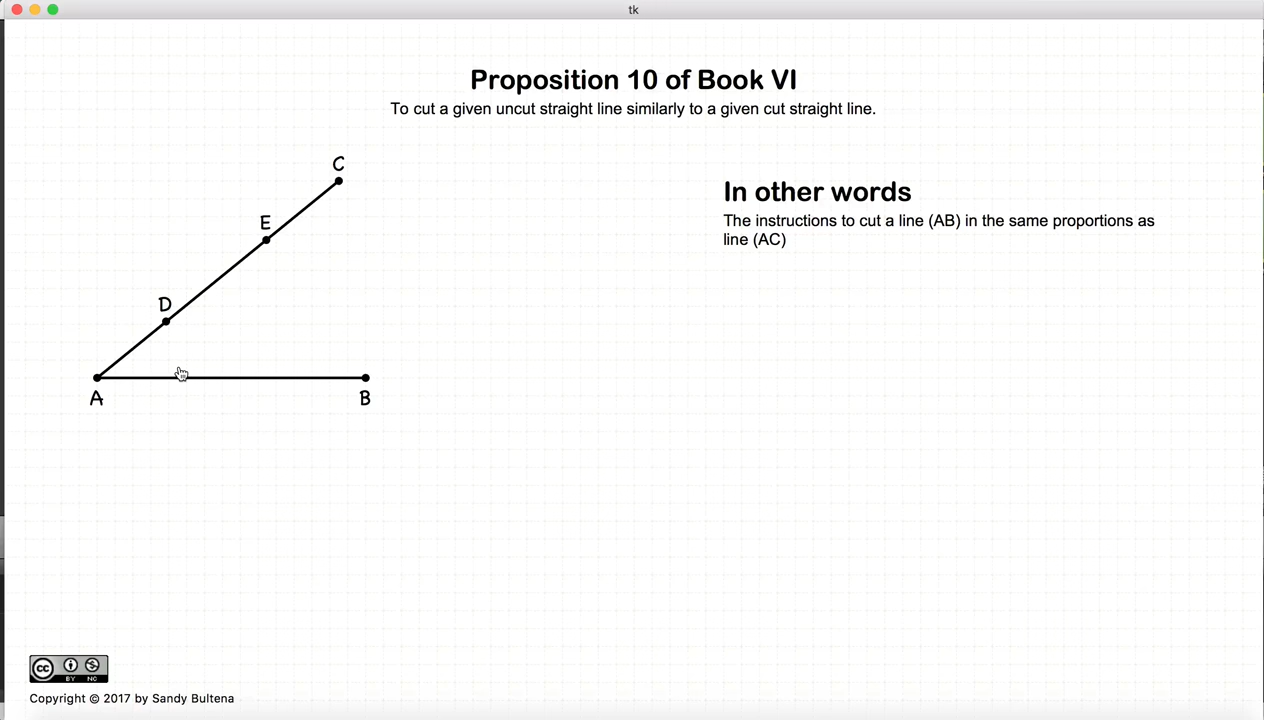 tk
Proposition 10 of Book VI
To cut a given uncut straight line similarly to a given cut straight line.
C
In other words
The instructions to cut a line (AB) in the same proportions as
line (AC)
E
D
A
B
cc
BY NC
Copyright © 2017 by Sandy Bultena